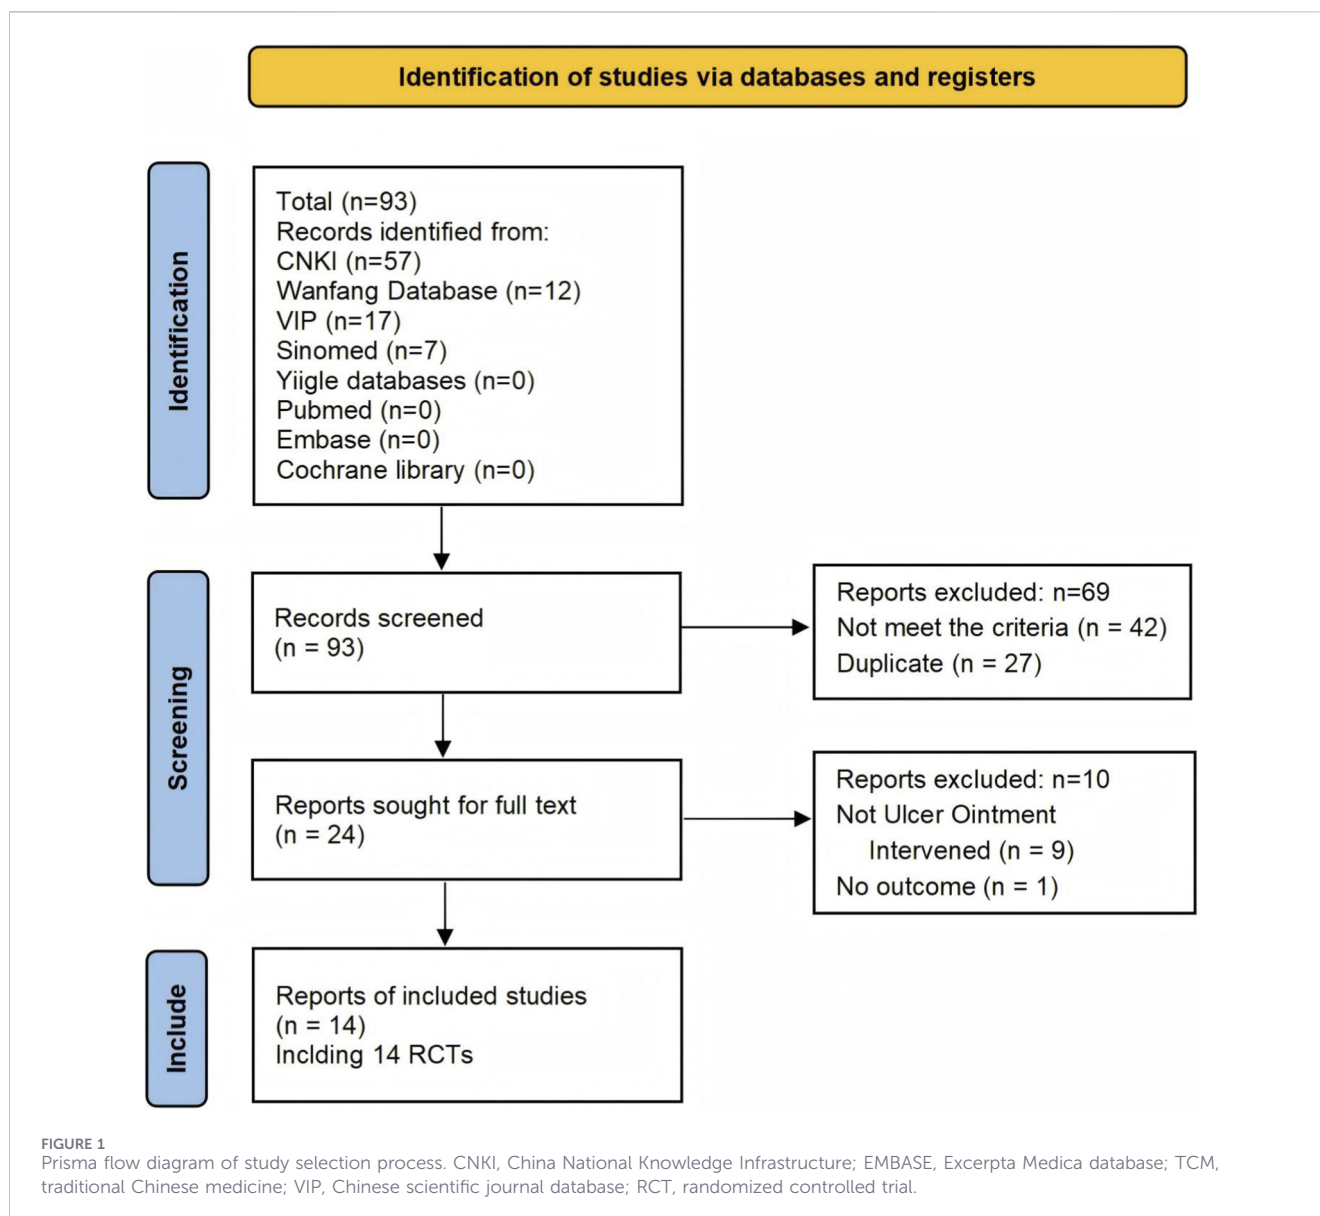 Identification of studies via databases and registers
Identification
Total (n=93)
Records identified from:
CNKI (n=57)
Wanfang Database (n=12)
VIP (n=17)
Sinomed (n=7)
Yiigle databases (n=0)
Pubmed (n=0)
Embase (n=0)
Cochrane library (n=0)
Screening
Records screened
(n = 93)
Reports excluded: n=69
Not meet the criteria (n = 42)
Duplicate (n = 27)
Reports sought for full text
(n = 24)
Reports excluded: n=10
Not Ulcer Ointment
Intervened (n = 9)
No outcome (n = 1)
Include
Reports of included studies
(n = 14)
Inclding 14 RCTs
FIGURE 1
Prisma flow diagram of study selection process. CNKI, China National Knowledge Infrastructure; EMBASE, Excerpta Medica database; TCM,
traditional Chinese medicine; VIP, Chinese scientific journal database; RCT, randomized controlled trial.